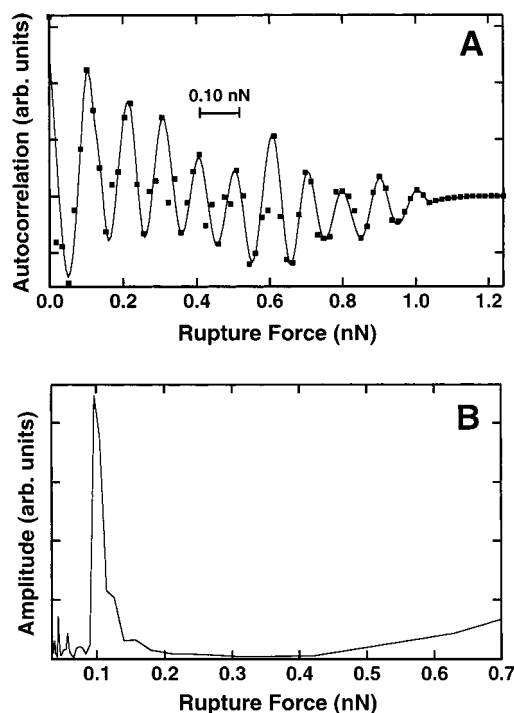 A
0.10 nN
Autocorrelation (arb. units)
0.0 0.2 0.4 0.6 0.8 1.0 1.2
Rupture Force (nN)
B
Amplitude (arb. units)
0.1 0.2 0.3 0.4 0.5 0.6 0.7
Rupture Force (nN)